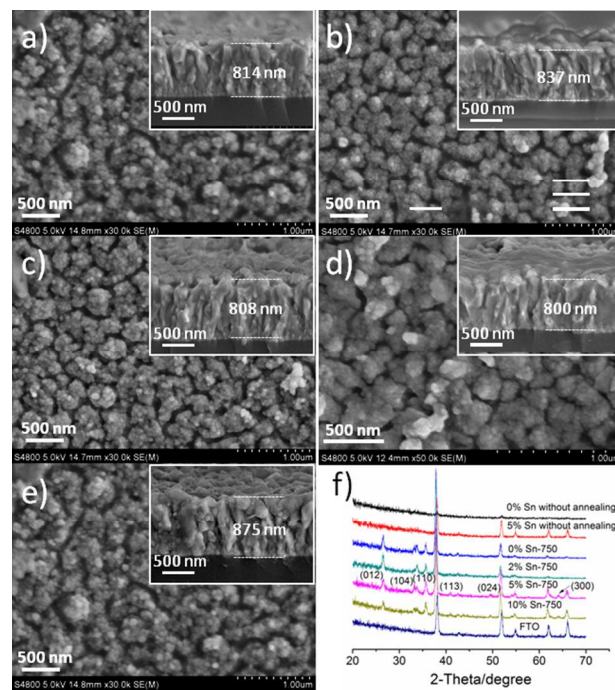 a)
814 nm
500 nm
500 nm
S4800 5.0kV 14.8mm x30.0k SE(M) 1.00um
b)
837 nm
500 nm
500 nm
S4800 5.0kV 14.7mm x30.0k SE(M) 1.00um
c)
808 nm
500 nm
500 nm
S4800 5.0kV 14.7mm x30.0k SE(M) 1.00um
d)
800 nm
500 nm
500 nm
S4800 5.0kV 12.4mm x50.0k SE(M) 1.00um
e)
875 nm
500 nm
500 nm
S4800 5.0kV 14.8mm x30.0k SE(M) 1.00um
f)
0% Sn without annealing
5% Sn without annealing
0% Sn-750
2% Sn-750
(012) (104) (110) (113) (024) 5% Sn-750 (300)
10% Sn-750
FTO
20 30 40 50 60 70
2-Theta/degree